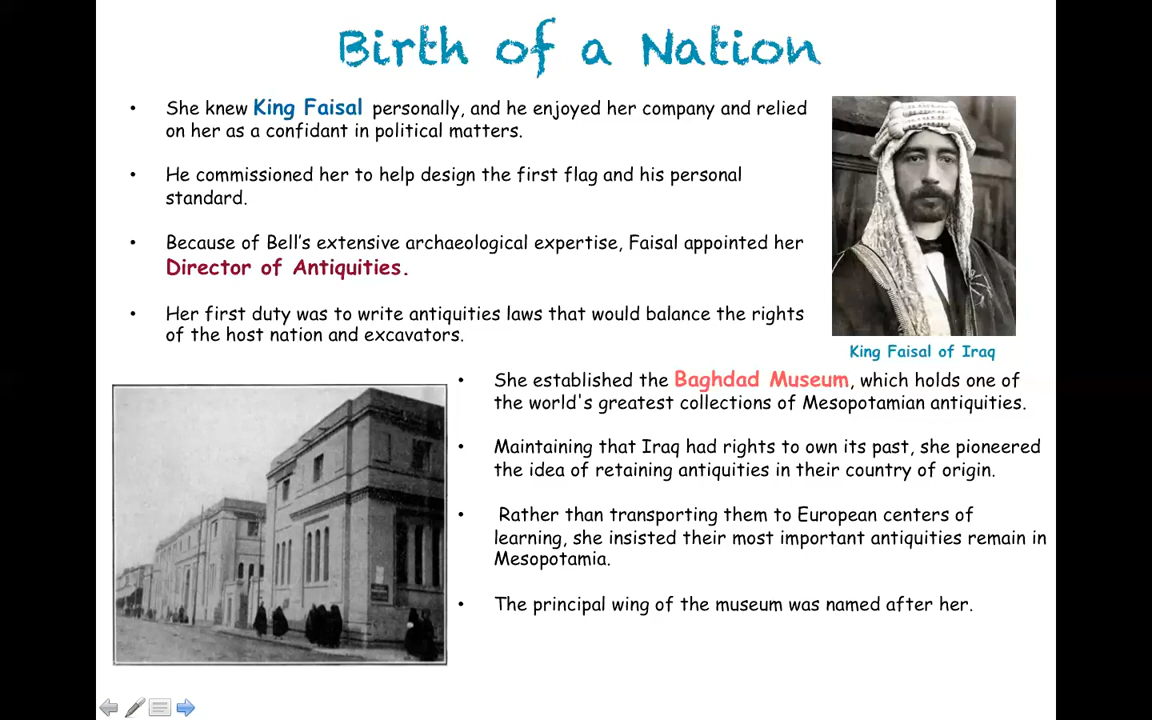 Birth of a Nation
• She knew King Faisal personally, and he enjoyed her company and relied
on her as a confidant in political matters.
• He commissioned her to help design the first flag and his personal
standard.
• Because of Bell’s extensive archaeological expertise, Faisal appointed her
Director of Antiquities.
• Her first duty was to write antiquities laws that would balance the rights
of the host nation and excavators.
King Faisal of Iraq
• She established the Baghdad Museum, which holds one of
the world's greatest collections of Mesopotamian antiquities.
• Maintaining that Iraq had rights to own its past, she pioneered
the idea of retaining antiquities in their country of origin.
• Rather than transporting them to European centers of
learning, she insisted their most important antiquities remain in
Mesopotamia.
• The principal wing of the museum was named after her.